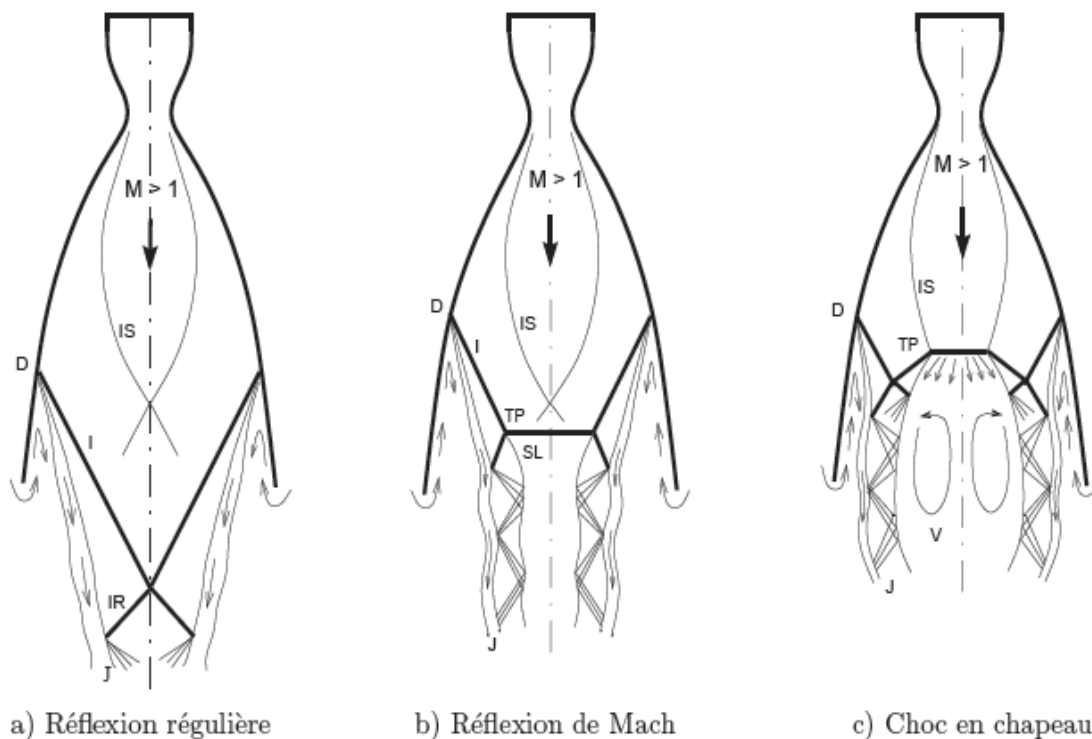 M > 1
IS
D
I
IR
J
a) Réflexion régulière
M > 1
D
IS
I
TP
SL
J
b) Réflexion de Mach
M > 1
IS
D
TP
V
J
c) Choc en chapeau